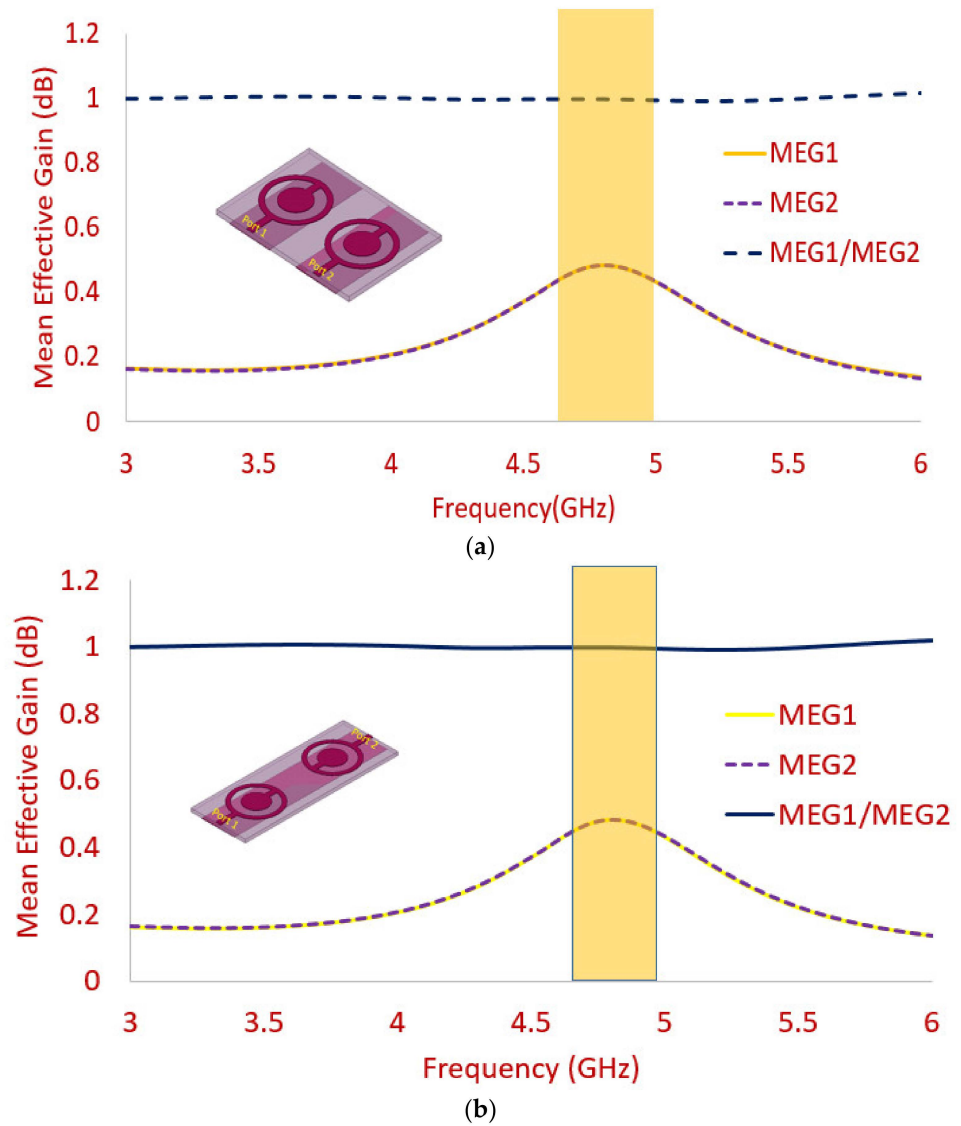 1.2
1
0.8
0.6
0.4
0.2
0
Mean Effective Gain (dB)
Port 1
Port 2
MEG1
MEG2
MEG1/MEG2
3 3.5 4 4.5 5 5.5 6
Frequency(GHz)
(a)
1.2
1
0.8
0.6
0.4
0.2
0
Mean Effective Gain (dB)
Port 2
Port 1
MEG1
MEG2
MEG1/MEG2
3 3.5 4 4.5 5 5.5 6
Frequency (GHz)
(b)